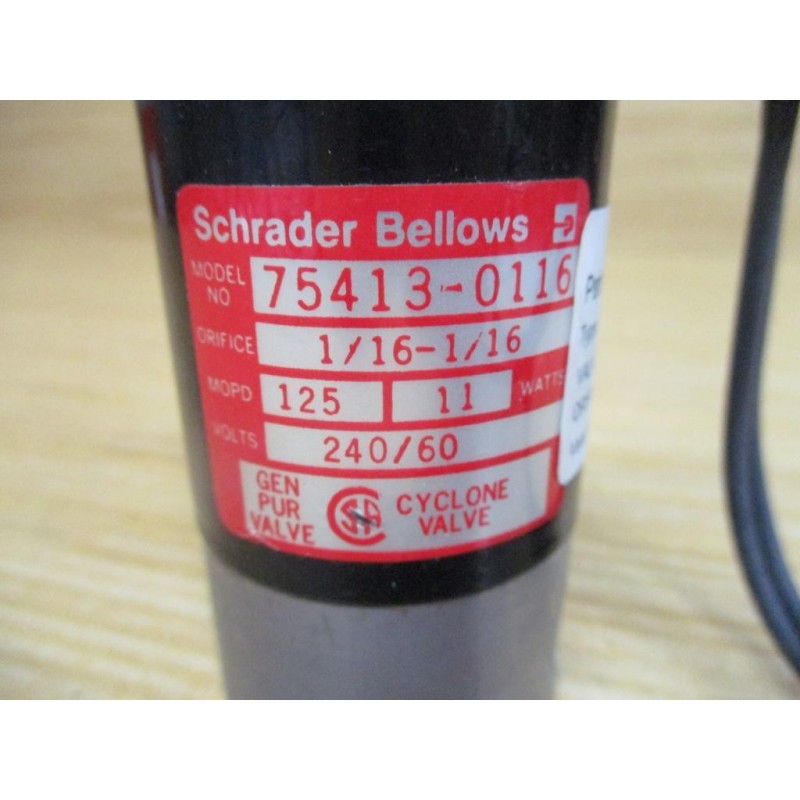 Schrader Bellows
MODEL NO 75413-0116
ORIFICE 1/16-1/16
MOPD 125 11 WATTS
VOLTS 240/60
GEN PUR VALVE
CSA
CYCLONE VALVE